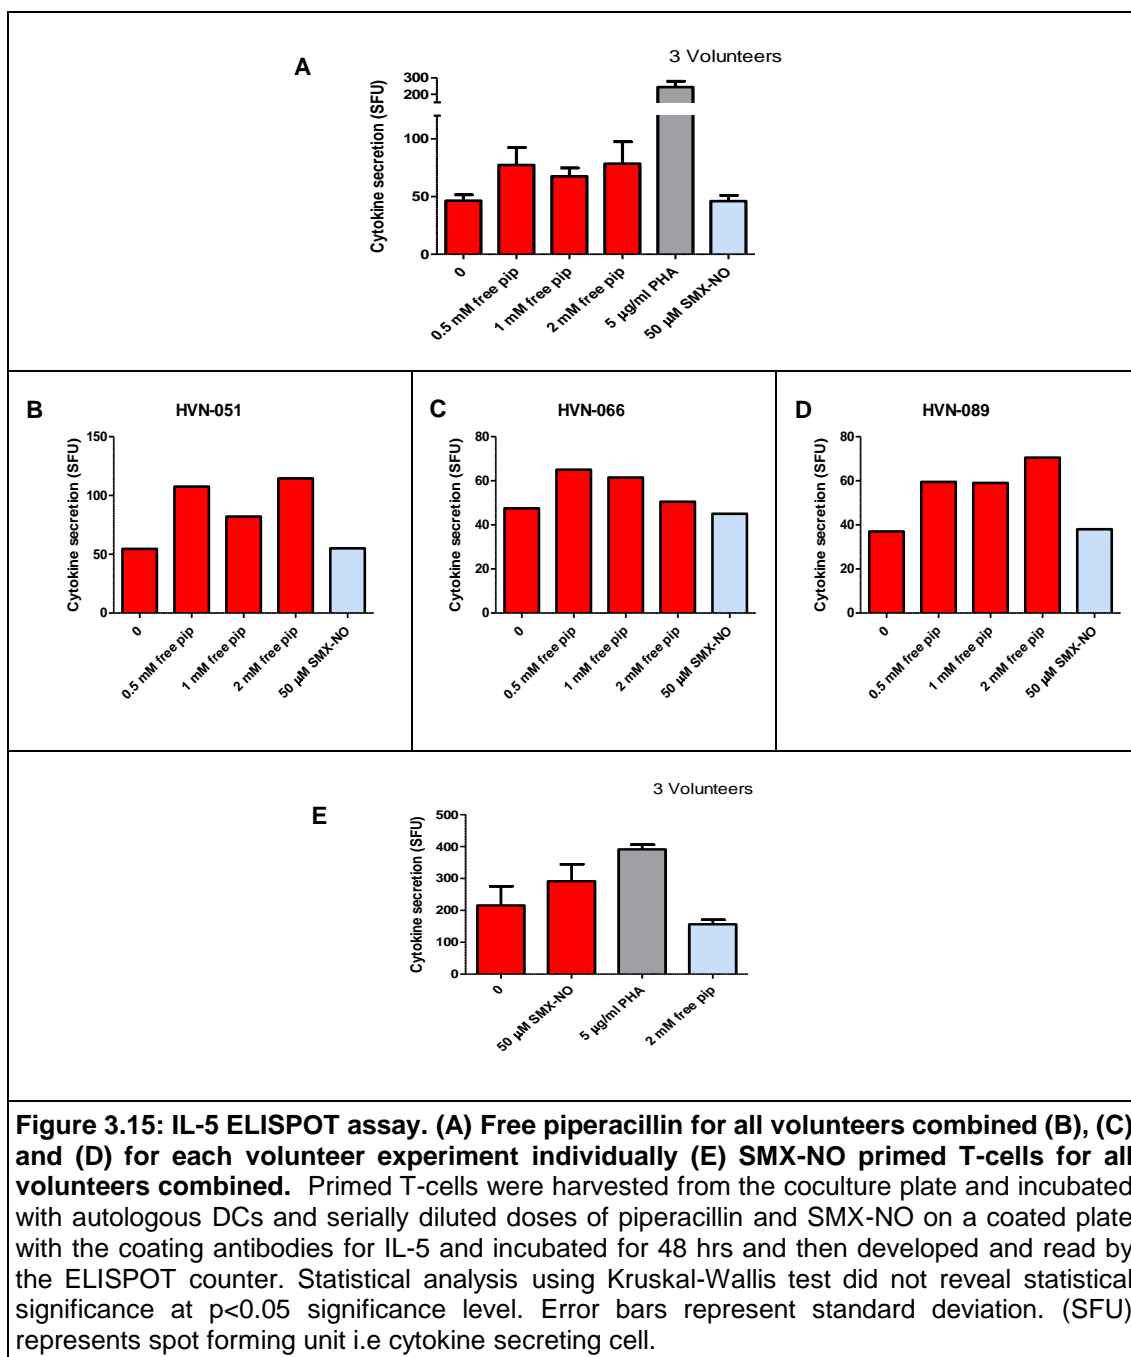 A
3 Volunteers
Cytokine secretion (SFU)
300
200
100
50
0
0
0.5 mM free pip
1 mM free pip
2 mM free pip
5 µg/ml PHA
50 µM SMX-NO
B
HVN-051
Cytokine secretion (SFU)
150
100
50
0
0
0.5 mM free pip
1 mM free pip
2 mM free pip
50 µM SMX-NO
C
HVN-066
Cytokine secretion (SFU)
80
60
40
20
0
0
0.5 mM free pip
1 mM free pip
2 mM free pip
50 µM SMX-NO
D
HVN-089
Cytokine secretion (SFU)
80
60
40
20
0
0
0.5 mM free pip
1 mM free pip
2 mM free pip
50 µM SMX-NO
E
3 Volunteers
Cytokine secretion (SFU)
500
400
300
200
100
0
0
50 µM SMX-NO
5 µg/ml PHA
2 mM free pip
Figure 3.15: IL-5 ELISPOT assay. (A) Free piperacillin for all volunteers combined (B), (C)
and (D) for each volunteer experiment individually (E) SMX-NO primed T-cells for all
volunteers combined. Primed T-cells were harvested from the coculture plate and incubated
with autologous DCs and serially diluted doses of piperacillin and SMX-NO on a coated plate
with the coating antibodies for IL-5 and incubated for 48 hrs and then developed and read by
the ELISPOT counter. Statistical analysis using Kruskal-Wallis test did not reveal statistical
significance at p<0.05 significance level. Error bars represent standard deviation. (SFU)
represents spot forming unit i.e cytokine secreting cell.